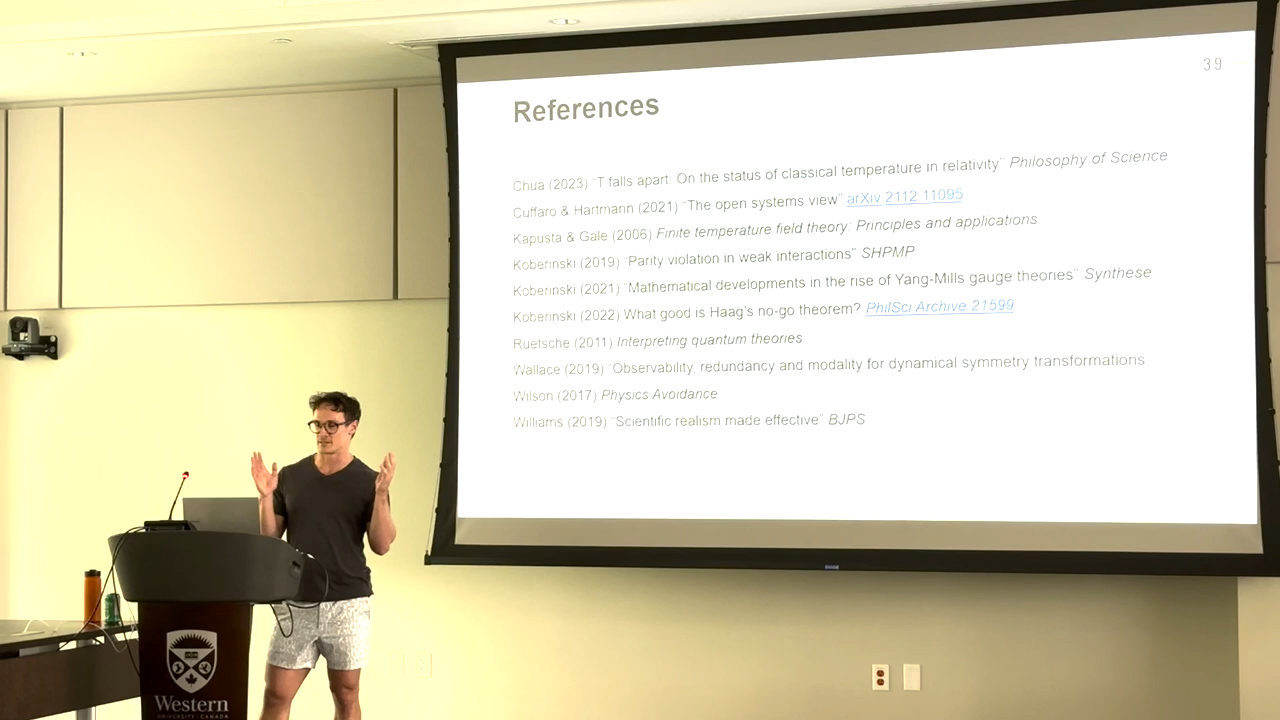 39
References
Chua (2023) "T falls apart: On the status of classical temperature in relativity" Philosophy of Science
Cuffaro & Hartmann (2021) "The open systems view" arXiv 2112.11095
Kapusta & Gale (2006) Finite temperature field theory: Principles and applications
Koberinski (2019) "Parity violation in weak interactions" SHPMP
Koberinski (2021) "Mathematical developments in the rise of Yang-Mills gauge theories" Synthese
Koberinski (2022) What good is Haag's no-go theorem? PhilSci Archive 21599
Ruetsche (2011) Interpreting quantum theories
Wallace (2019) "Observability, redundancy and modality for dynamical symmetry transformations
Wilson (2017) Physics Avoidance
Williams (2019) "Scientific realism made effective" BJPS
Western
UNIVERSITY · CANADA